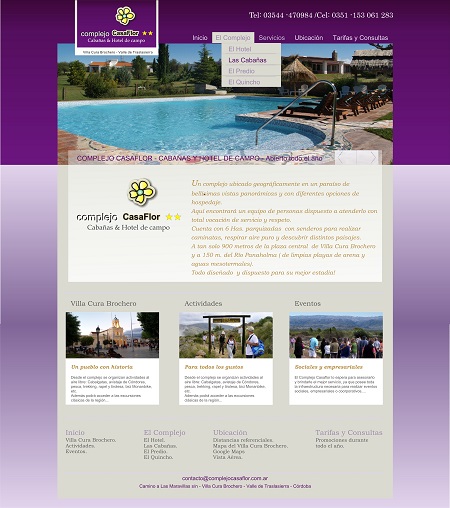 Tel: 03544 -470984 /Cel: 0351 -153 061 283
complejo CasaFlor
Cabañas & Hotel de campo
Villa Cura Brochero - Valle de Traslasierra
Inicio El Complejo Servicios Ubicación Tarifas y Consultas
El Hotel
Las Cabañas
El Predio
El Quincho
COMPLEJO CASAFLOR - CABAÑAS Y HOTEL DE CAMPO - Abierto todo el año
complejo CasaFlor
Cabañas & Hotel de campo
Un complejo ubicado geográficamente en un paraíso de
bellísimas vistas panorámicas y con diferentes opciones de
hospedaje
Aqui encontrará un equipo de personas dispuesto a atenderlo con
total vocación de servicio y respeto.
Cuenta con 6 Has. parquizadas con senderos para realizar
caminatas, respirar aire puro y descubrir distintos paisajes.
A tan solo 900 metros de la plaza central de Villa Cura Brochero
y a 150 m. del Río Panaholma ( de limpias playas de arena y
aguas mesotermales).
Todo diseñado y dispuesto para su mejor estadía!
Villa Cura Brochero Actividades Eventos
Un pueblo con historia
Desde el complejo se organizan actividades al
aire libre: Cabalgatas, avistaje de Cóndores,
pesca, trekking, rapel y tirolesa, taxi Mocandes,
etc.
Además podrá acceder a las excursiones
clásicas de la región...
Para todos los gustos
Desde el complejo se organizan actividades al
aire libre: Cabalgatas, avistaje de Cóndores,
pesca, trekking, rapel y tirolesa, taxi Mocandes,
etc.
Además podrá acceder a las excursiones
clásicas de la región...
Sociales y empresariales
El Complejo Casaflor lo espera para asesorarlo
y brindarle el mejor servicio, ya que posee toda
la infraestructura necesaria para realizar eventos
sociales, empresariales o coorporativos...
Inicio
Villa Cura Brochero.
Actividades.
Eventos.
El Complejo
El Hotel.
Las Cabañas.
El Predio.
El Quincho.
Ubicación
Distancias referenciales.
Mapa del Villa Cura Brochero.
Google Maps
Vista Aérea.
Tarifas y Consultas
Promociones durante
todo el año.
contacto@complejocasaflor.com.ar
Camino a Las Maravillas s/n - Villa Cura Brochero - Valle de Traslasierra - Córdoba